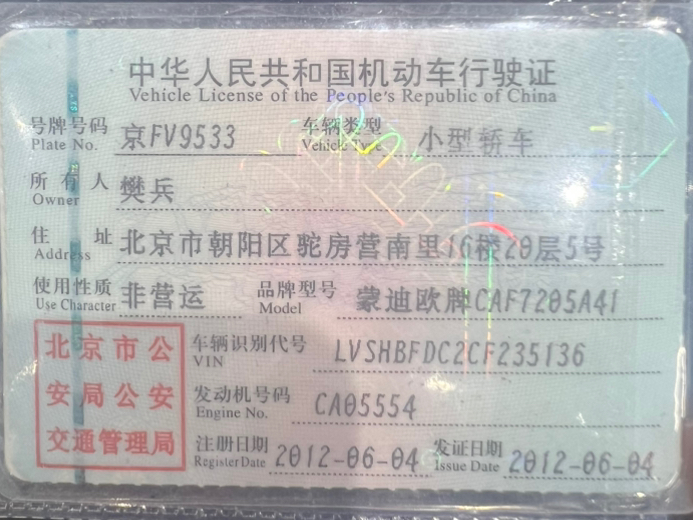 中华人民共和国机动车行驶证
Vehicle License of the People's Republic of China
号牌号码 京FV9533 车辆类型 小型轿车
Plate No. Vehicle Type
所有人 樊兵
Owner
住址 北京市朝阳区驼房营南里16楼20层5号
Address
使用性质 非营运 品牌型号 蒙迪欧牌CAF7205A41
Use Character Model
北京市公
安局公安
交通管理局
车辆识别代号 LVSHBFDC2CF235136
VIN
发动机号码 CA05554
Engine No.
注册日期 2012-06-04 发证日期 2012-06-04
Register Date Issue Date